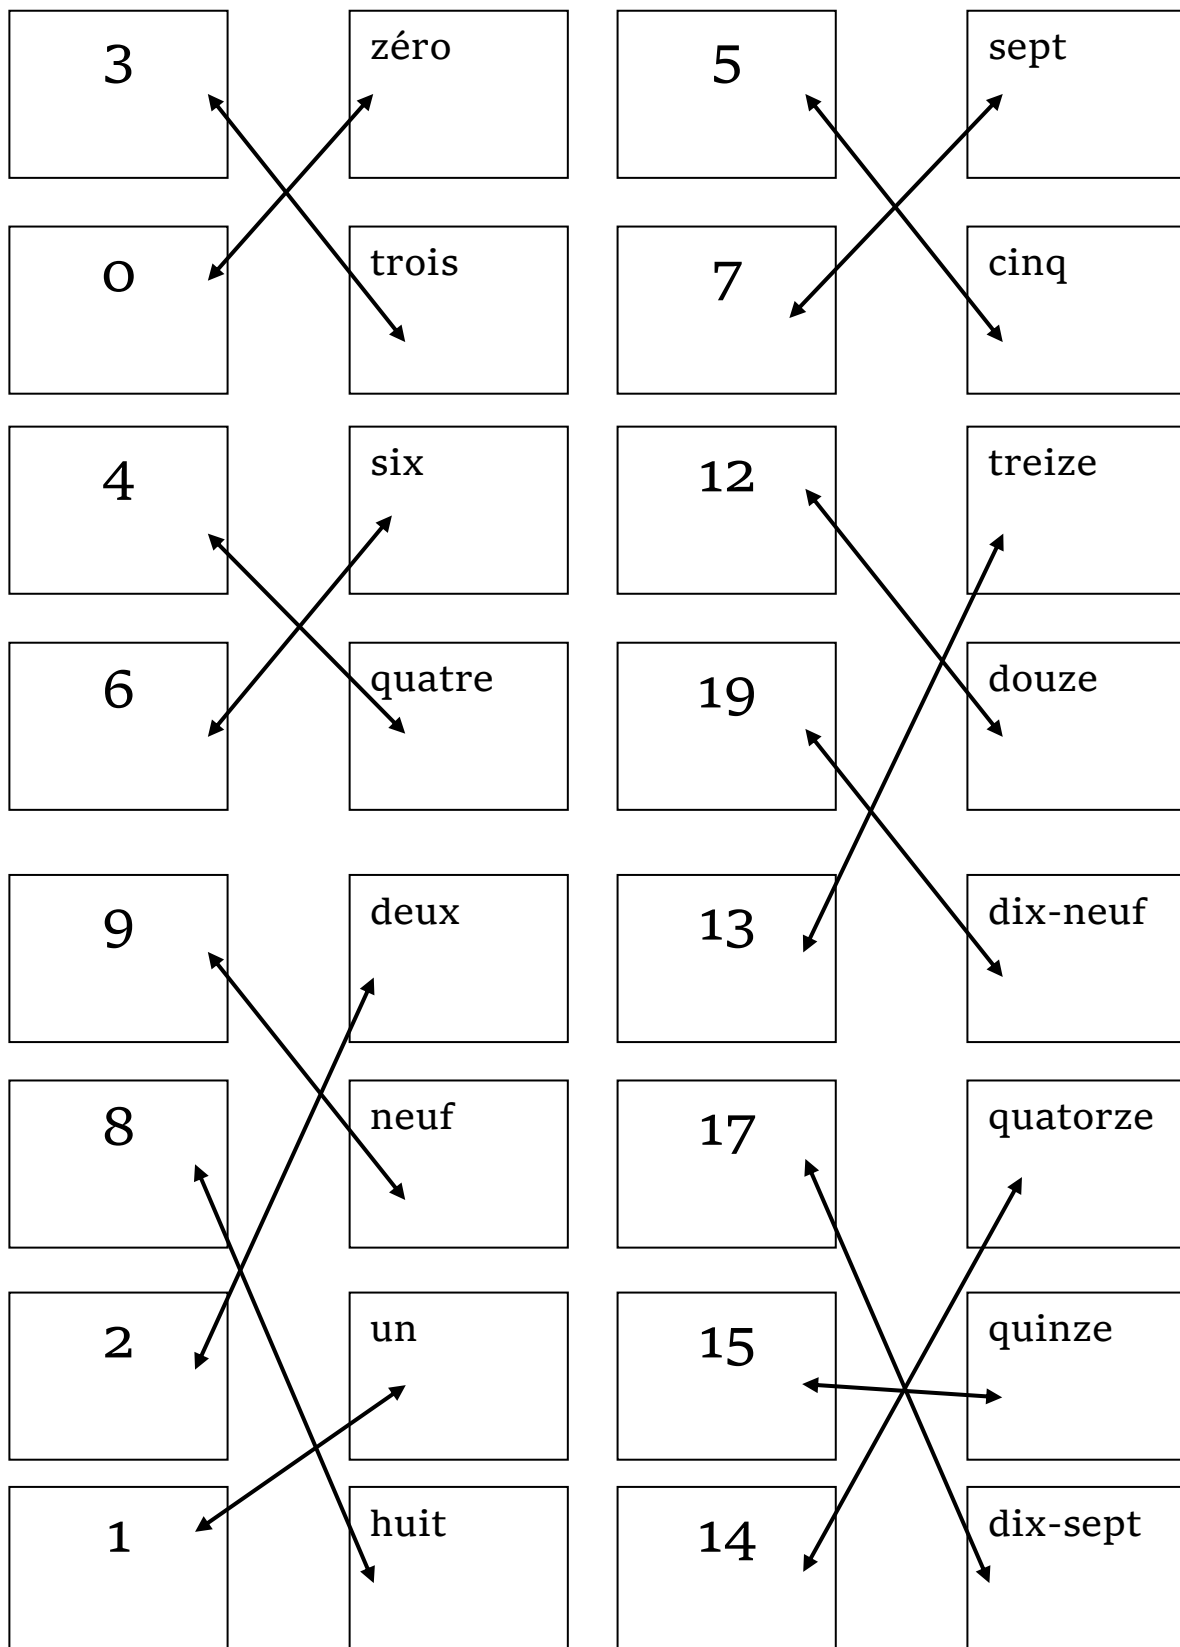 3 zéro 5 sept
0 trois 7 cinq
4 six 12 treize
6 quatre 19 douze
9 deux 13 dix-neuf
8 neuf 17 quatorze
2 un 15 quinze
1 huit 14 dix-sept